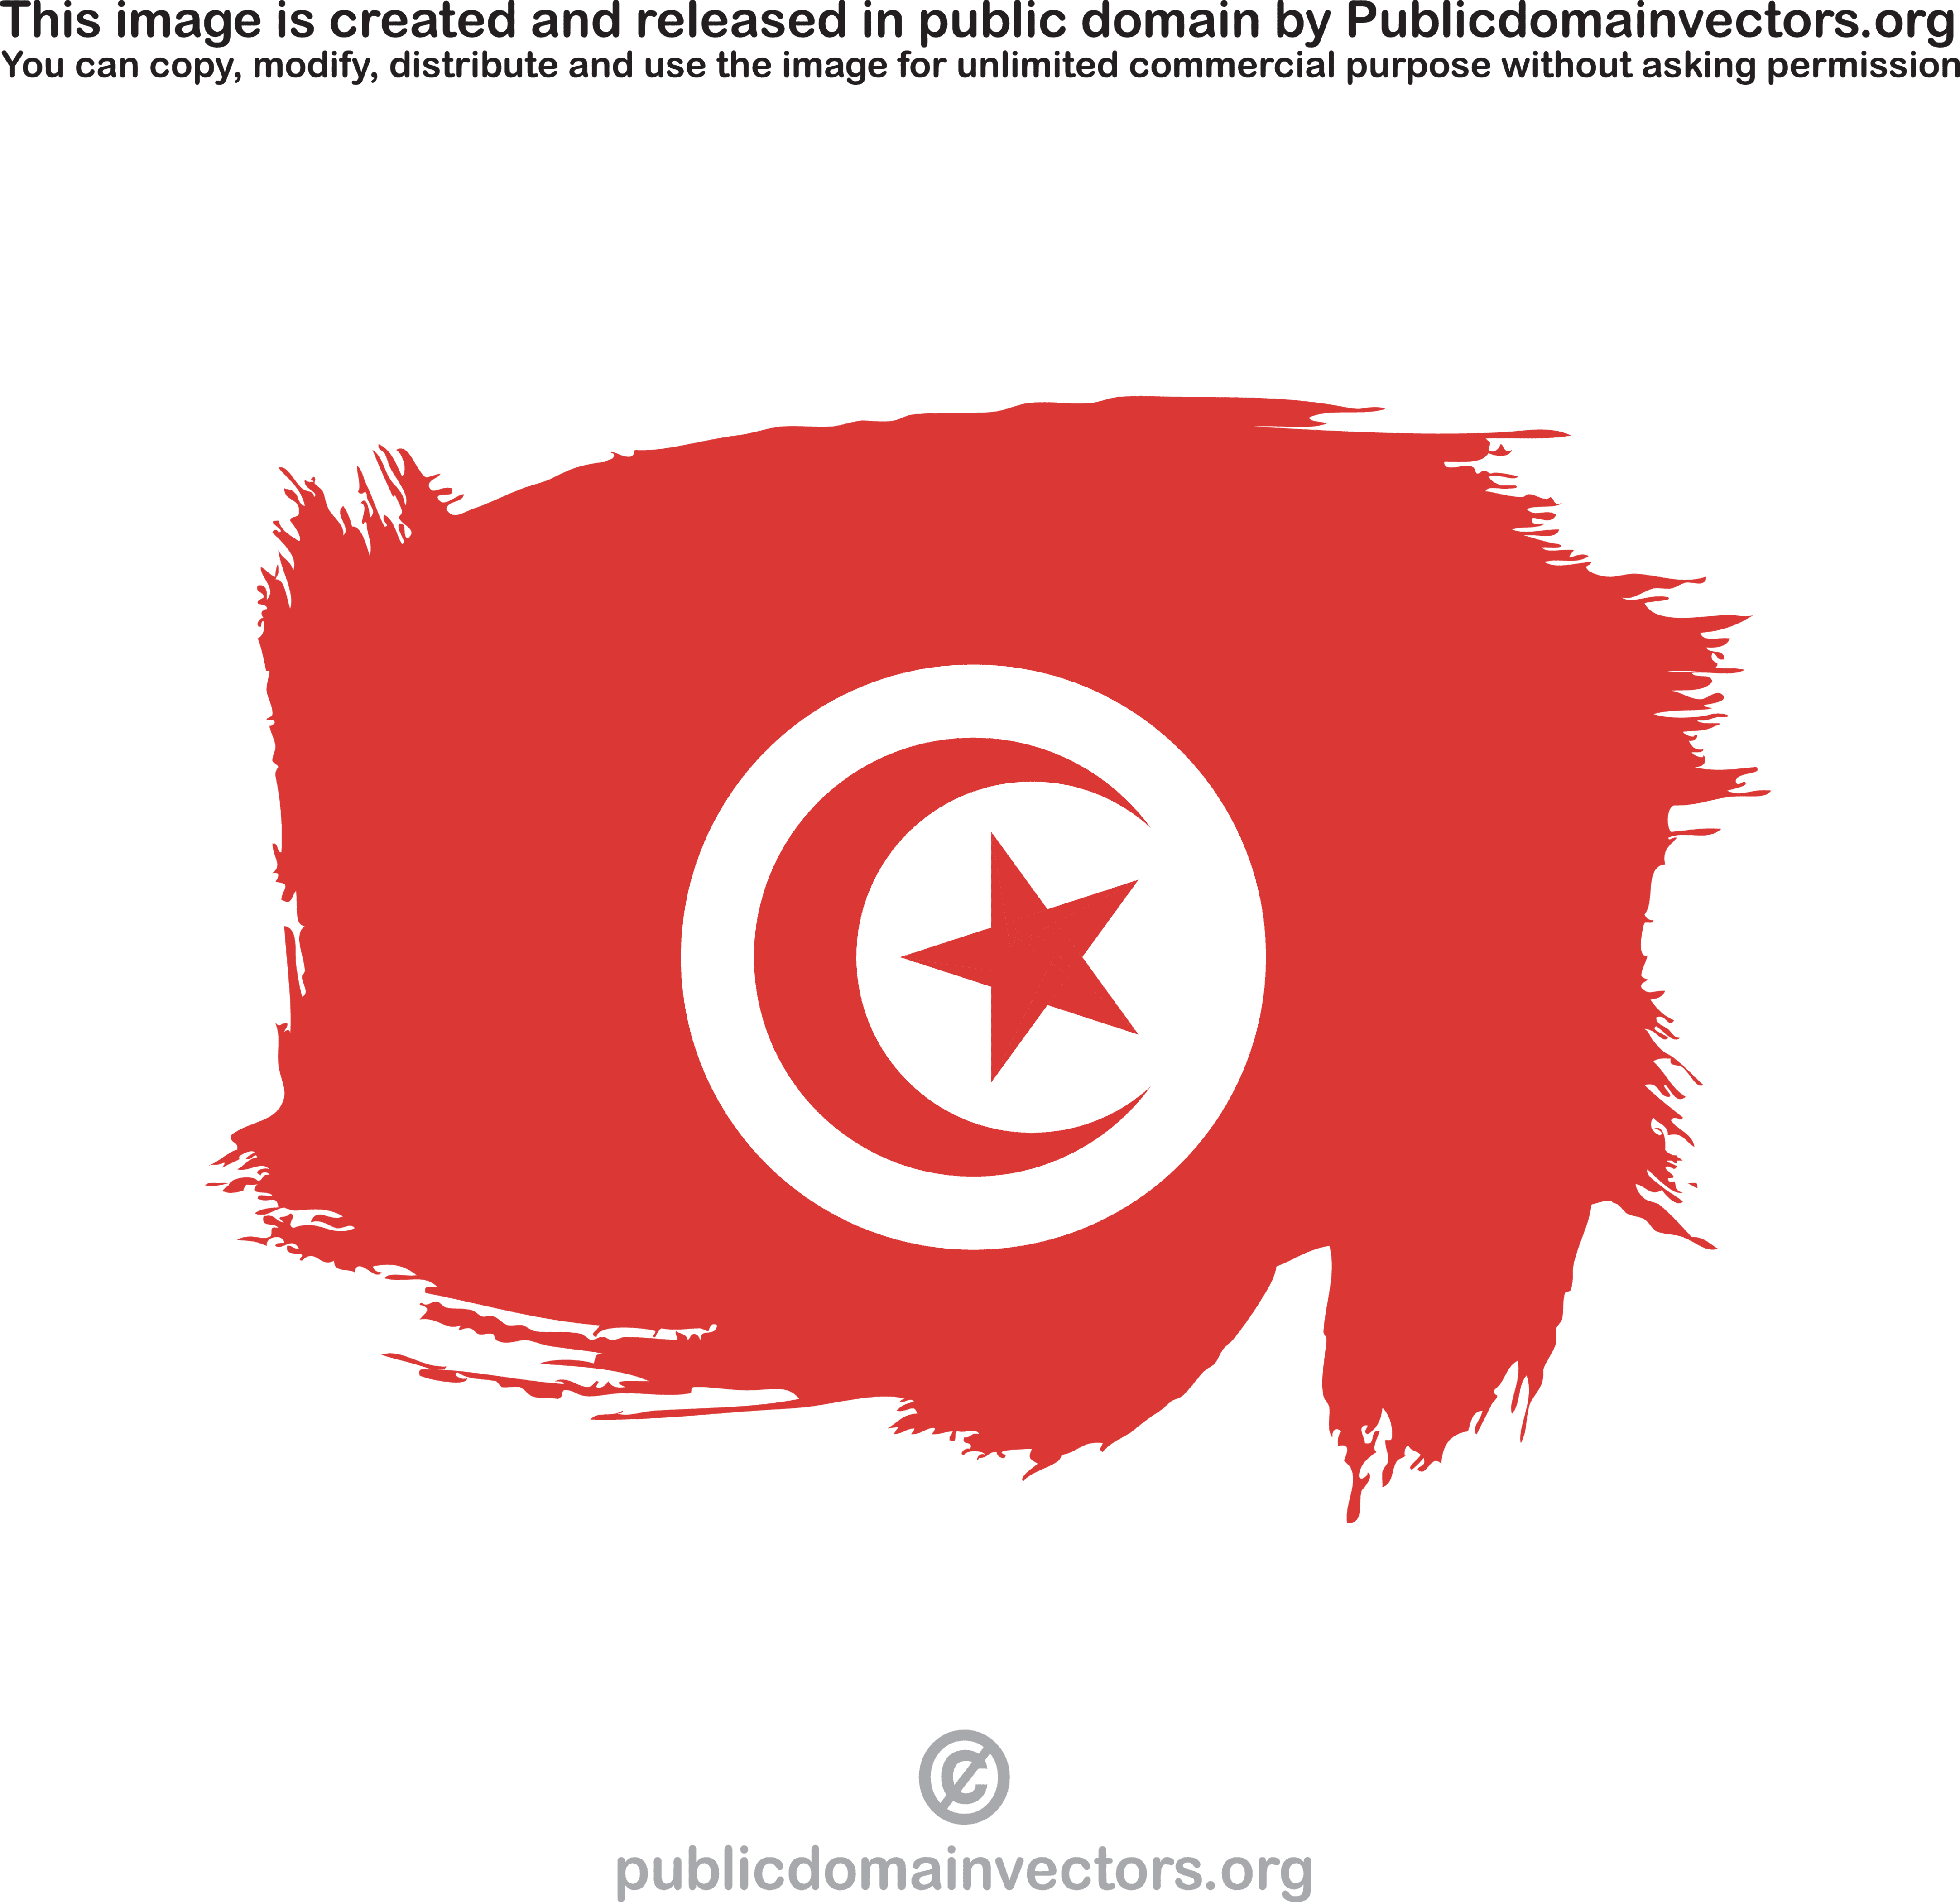 This image is created and released in public domain by Publicdomainvectors.org
You can copy, modify, distribute and use the image for unlimited commercial purpose without asking permission
publicdomainvectors.org